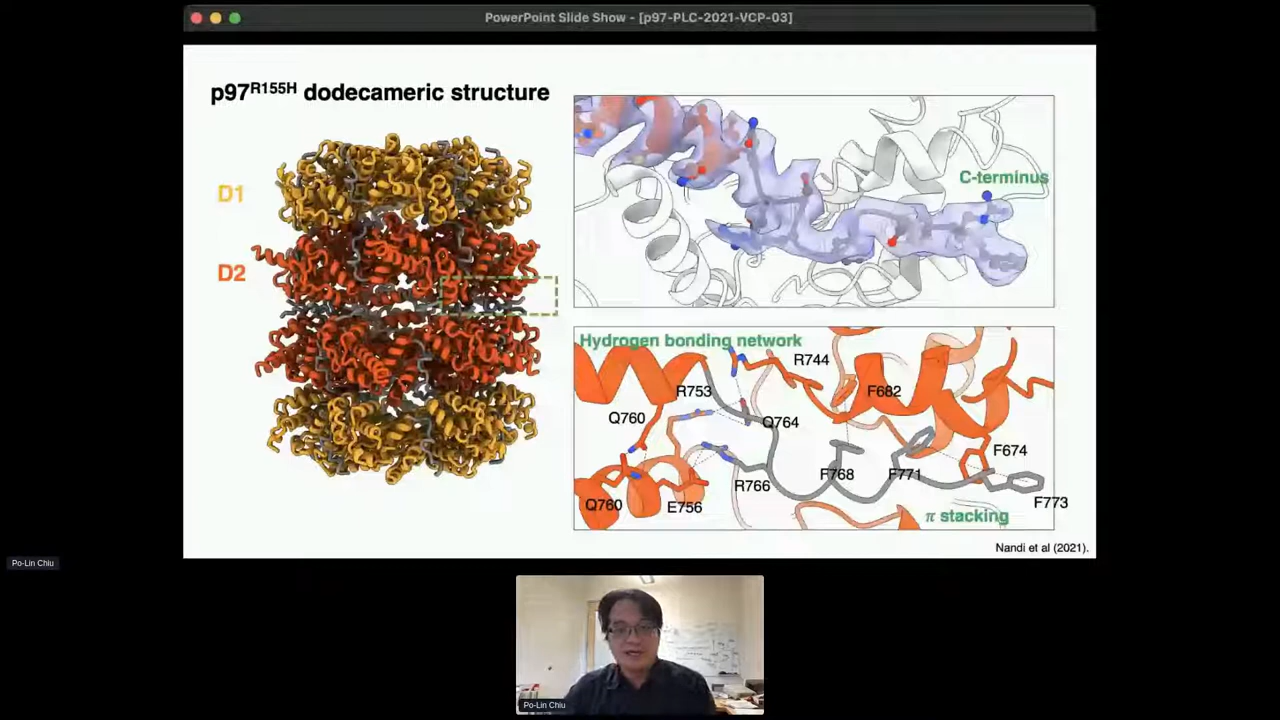 PowerPoint Slide Show - [p97-PLC-2021-VCP-03]
p97R155H dodecameric structure
D1
D2
C-terminus
Hydrogen bonding network
R744
R753
F682
Q760
Q764
F674
F768
F771
R766
F773
Q760
E756
π stacking
Nandi et al (2021).
Po-Lin Chiu
Po-Lin Chiu